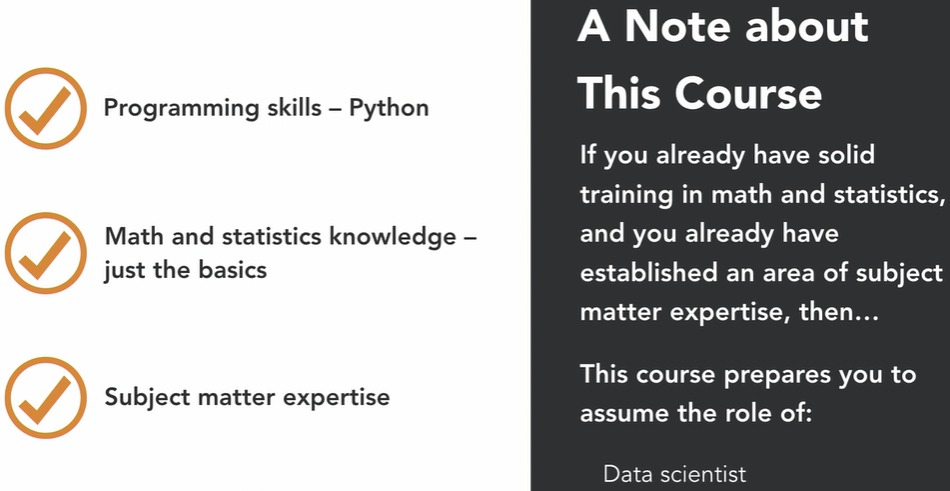 Programming skills – Python
Math and statistics knowledge –
just the basics
Subject matter expertise
A Note about
This Course
If you already have solid
training in math and statistics,
and you already have
established an area of subject
matter expertise, then…
This course prepares you to
assume the role of:
Data scientist